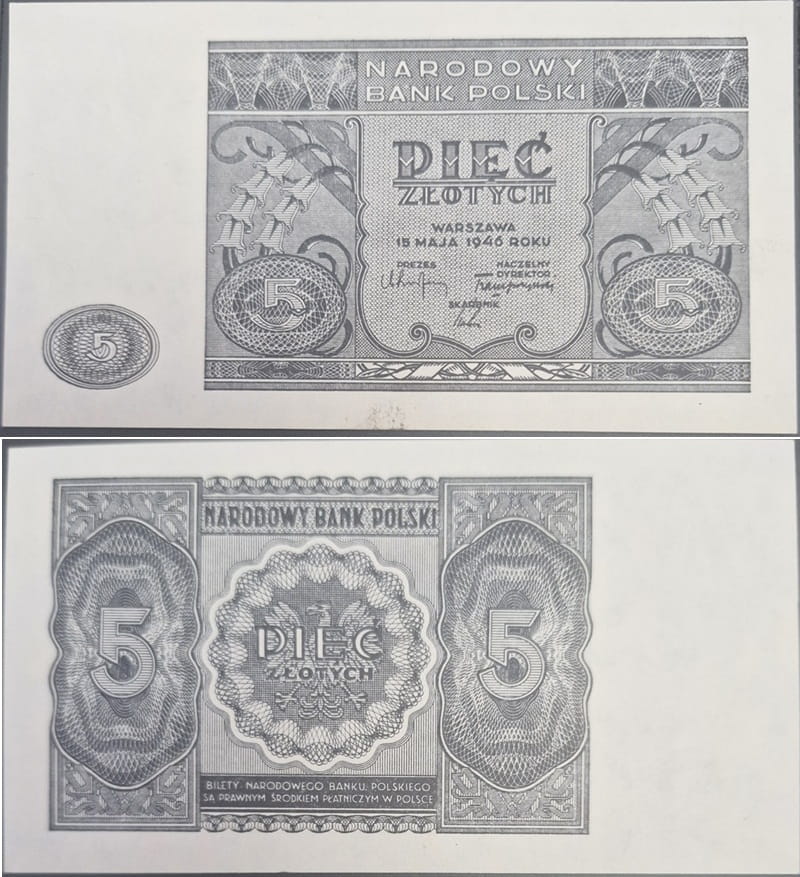 NARODOWY
BANK POLSKI
PIĘĆ
ZŁOTYCH
WARSZAWA
15 MAJA 1946 ROKU
PREZES
NACZELNY
DYREKTOR
SKARBNIK
5
5
5
NARODOWY BANK POLSKI
5
PIĘĆ
ZŁOTYCH
5
BILETY NARODOWEGO BANKU POLSKIEGO
SĄ PRAWNYM ŚRODKIEM PŁATNICZYM W POLSCE